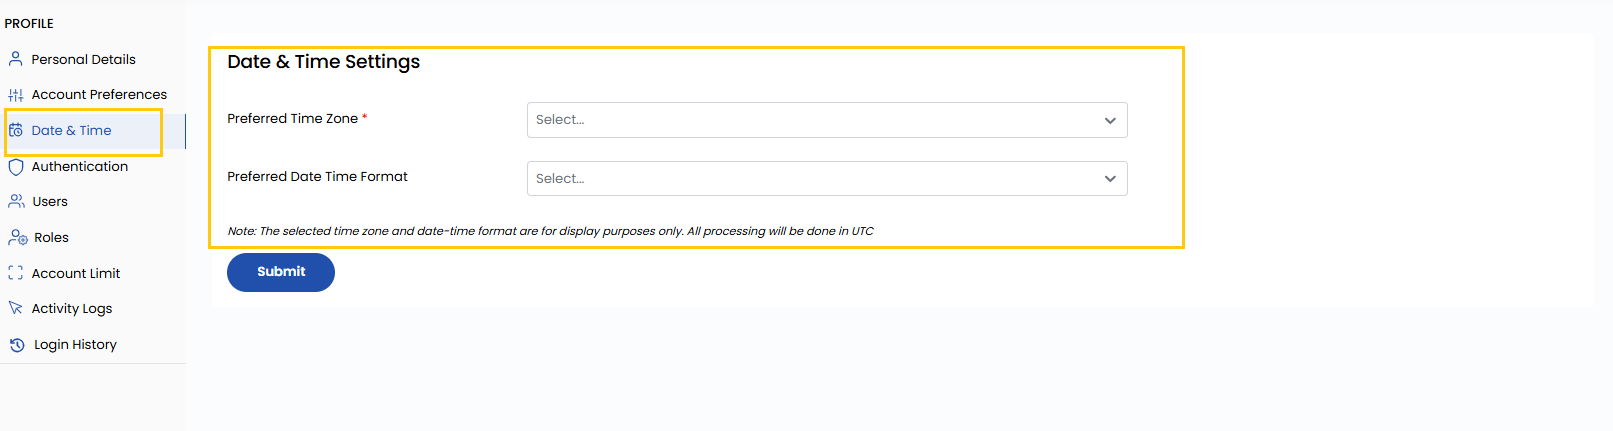 PROFILE
Personal Details
Account Preferences
Date & Time
Authentication
Users
Roles
Account Limit
Activity Logs
Login History
Date & Time Settings
Preferred Time Zone *
Select...
Preferred Date Time Format
Select...
Note: The selected time zone and date-time format are for display purposes only. All processing will be done in UTC
Submit